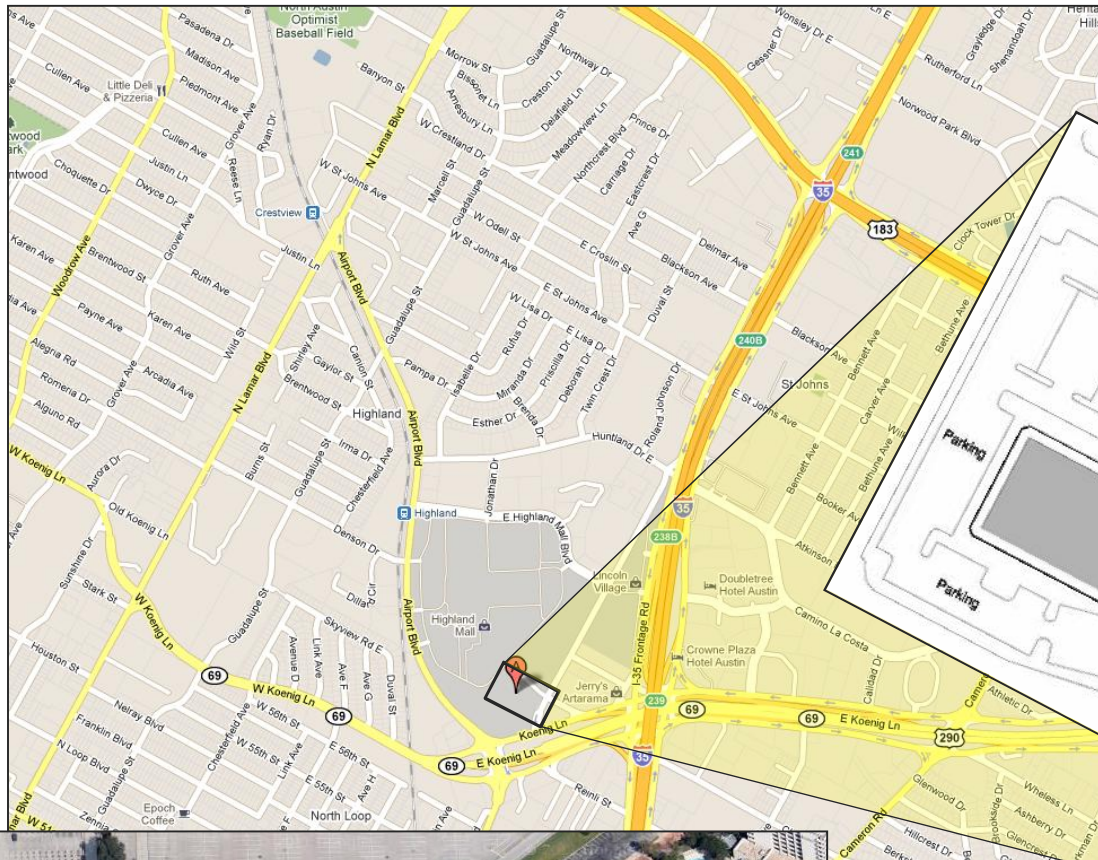 North Austin
Optimist
Baseball Field
Pasadena Dr
Madison Ave
Piedmont Ave
Cullen Ave
Little Deli
& Pizzeria
Grover Ave
Ryan Dr
Cullen Ave
Justin Ln
Reese Ln
Choquette Dr
Dwyce Dr
Grover Ave
Karen Ave
Brentwood St
Ruth Ave
Woodrow Ave
Payne Ave
Karen Ave
Wild St
Alegria Rd
Romeria Dr
Arcadia Ave
Alguno Rd
Grover Ave
W Koenig Ln
Aurora Dr
Old Koenig Ln
Sunshine Dr
Stark St
W Koenig Ln
Houston St
Franklin Blvd
Nelray Blvd
N Loop Blvd
Zennia
Epoch
Coffee
Chesterfield Ave
Guadalupe St
W 56th St
W 55th St
E 56th St
E 55th St
Link Ave
Ave H
North Loop
69
W Koenig Ln
69
69
Guadalupe St
Avenue D
Link Ave
Ave F
Ave G
Duval St
Skyview Rd E
Dillard Cir
Denson Dr
Burns St
Guadalupe St
Chesterfield Ave
Irma Dr
Brentwood St
Gaylor St
Shirley Ave
Canion St
Highland
N Lamar Blvd
N Lamar Blvd
Crestview
Justin Ln
Airport Blvd
Airport Blvd
Airport Blvd
Guadalupe St
Pampa Dr
Isabelle Dr
Rufus Dr
W Lisa Dr
E Lisa Dr
Miranda Dr
Priscilla Dr
Brenda Dr
Deborah Dr
Twin Crest Dr
Esther Dr
Huntland Dr E
Jonathan Dr
Highland
E Highland Mall Blvd
Highland
Mall
A
Roland Johnson Dr
Morrow St
Guadalupe St
Northway Dr
Banyon St
Bissonet Ln
Creston Ln
Amesbury Ln
Delafield Ln
Meadowview Ln
W Crestland Dr
Northcrest Blvd
Prince Dr
Carriage Dr
Eastcrest Dr
Ave G
W St Johns Ave
Marcell St
Guadalupe St
W Odell St
W St Johns Ave
E Croslin St
Delmar Ave
Blackson Ave
Duval St
E St Johns Ave
Wonsley Dr E
Gessner Dr
Rutherford Ln
Grayledge Dr
Shenandoah Dr
Norwood Park Blvd
241
35
183
Clock Tower Dr
240B
Blackson Ave
St Johns
E St Johns Ave
Bennett Ave
Carver Ave
Bethune Ave
Bennett Ave
Bethune Ave
Booker Ave
Atkinson
35
238B
Lincoln
Village
I-35 Frontage Rd
Doubletree
Hotel Austin
Crowne Plaza
Hotel Austin
Camino La Costa
Calidad Dr
Jerry's
Artarama
239
69
Koenig Ln
E Koenig Ln
69
E Koenig Ln
290
Athletic Dr
35
Reinli St
Cameron Rd
Glenwood Dr
Wheless Ln
Brookside Dr
Ashberry Dr
Glencrest
Hillcrest Dr
Parking
Parking